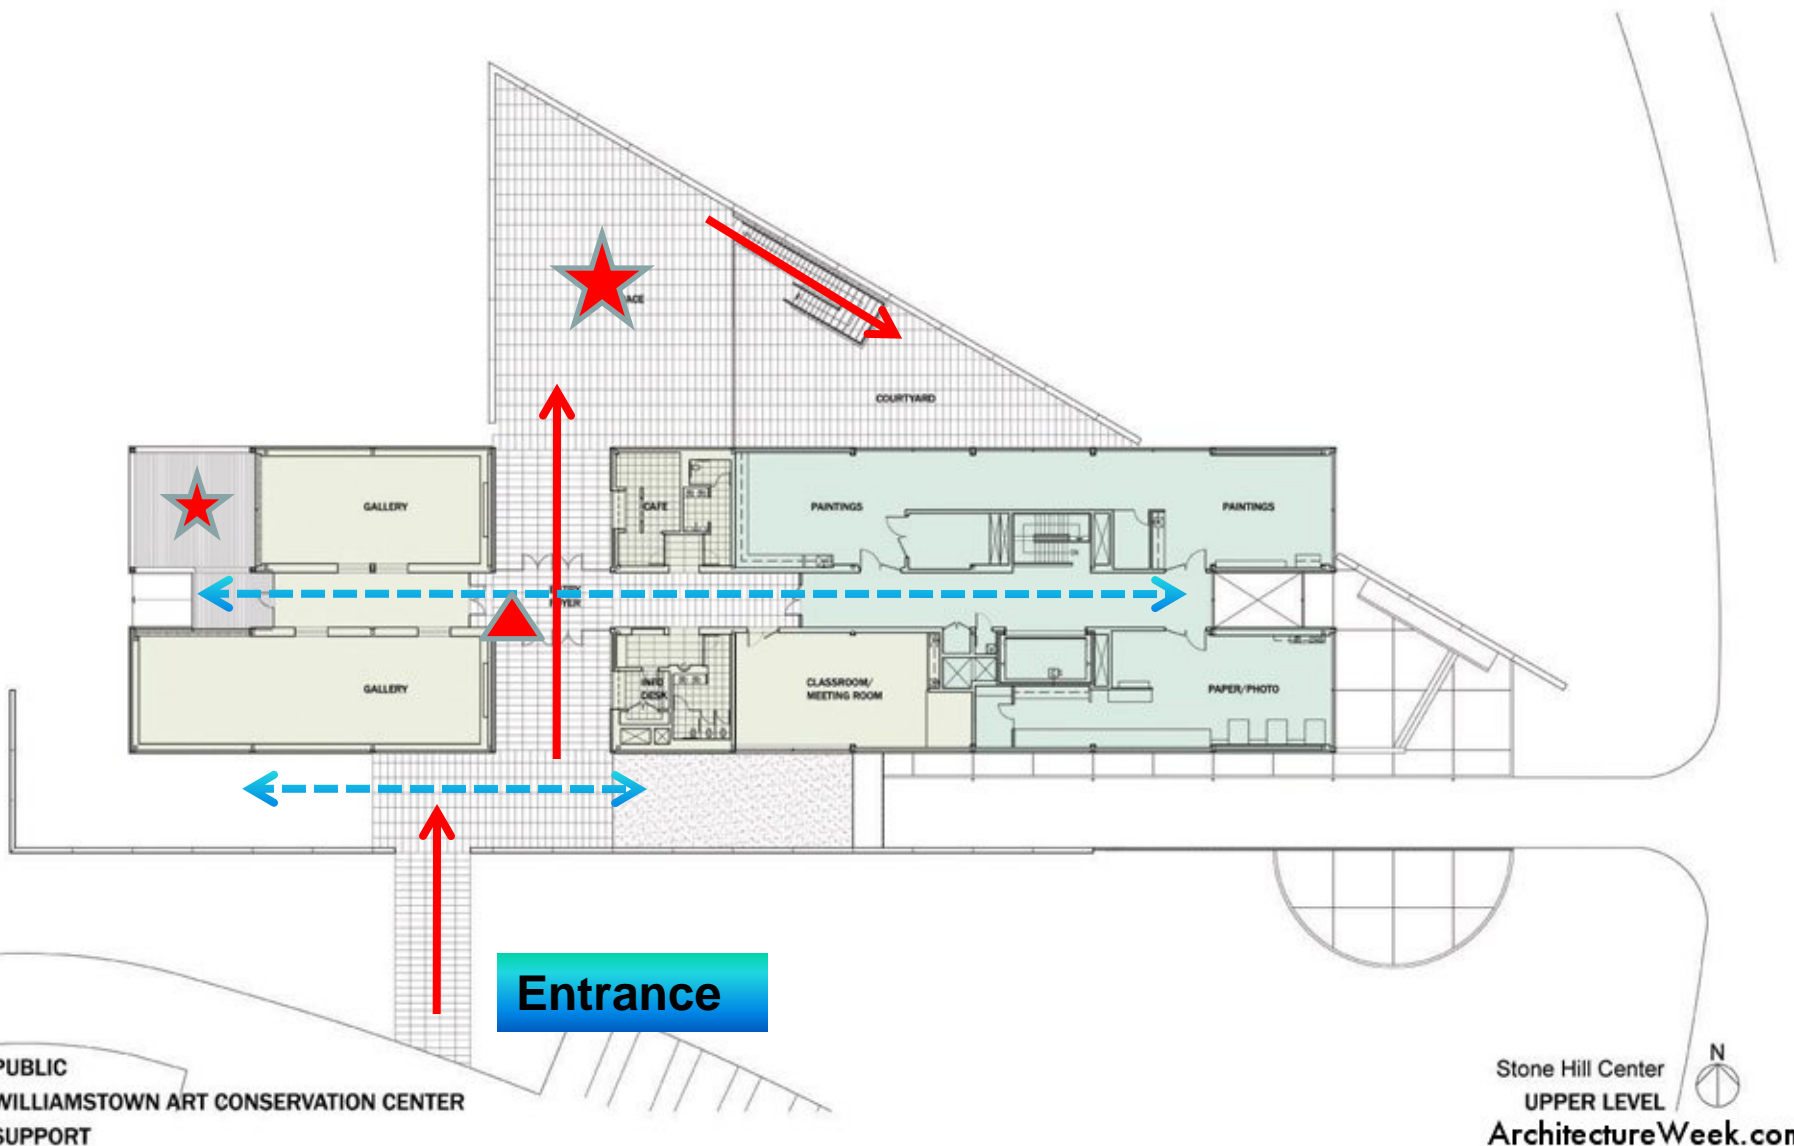 ACE
COURTYARD
GALLERY
CAFE
PAINTINGS
PAINTINGS
GALLERY
INFO
DESK
CLASSROOM/
MEETING ROOM
PAPER/PHOTO
Entrance
PUBLIC
WILLIAMSTOWN ART CONSERVATION CENTER
SUPPORT
N
Stone Hill Center
UPPER LEVEL
ArchitectureWeek.com